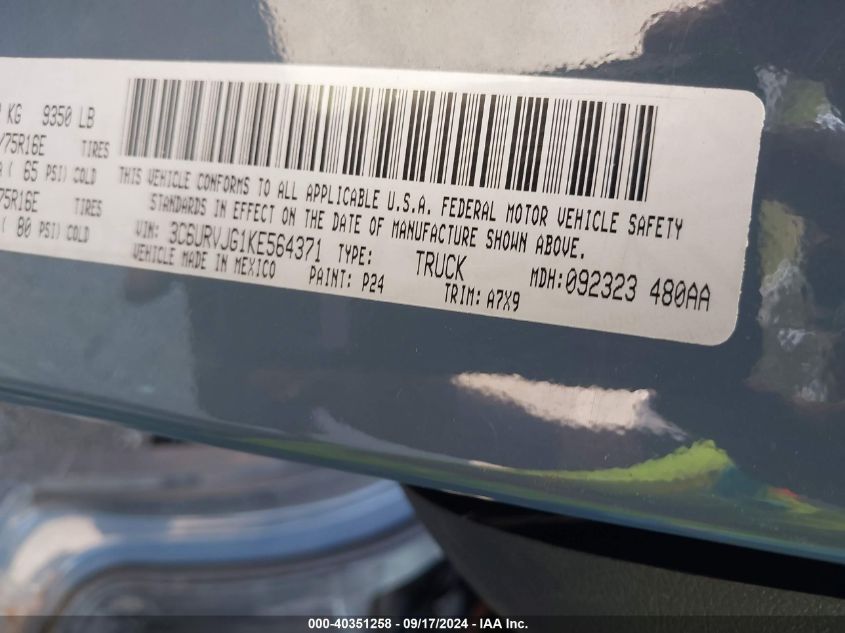 KG 9350 LB
75R16E TIRES
( 65 PSI) COLD
75R16E TIRES
( 80 PSI) COLD
THIS VEHICLE CONFORMS TO ALL APPLICABLE U.S.A. FEDERAL MOTOR VEHICLE SAFETY
STANDARDS IN EFFECT ON THE DATE OF MANUFACTURE SHOWN ABOVE.
VIN: 3C6URVJG1KE564371 TYPE: TRUCK MDH:092323 480AA
VEHICLE MADE IN MEXICO PAINT: P24 TRIM: A7X9
000-40351258 - 09/17/2024 - IAA Inc.